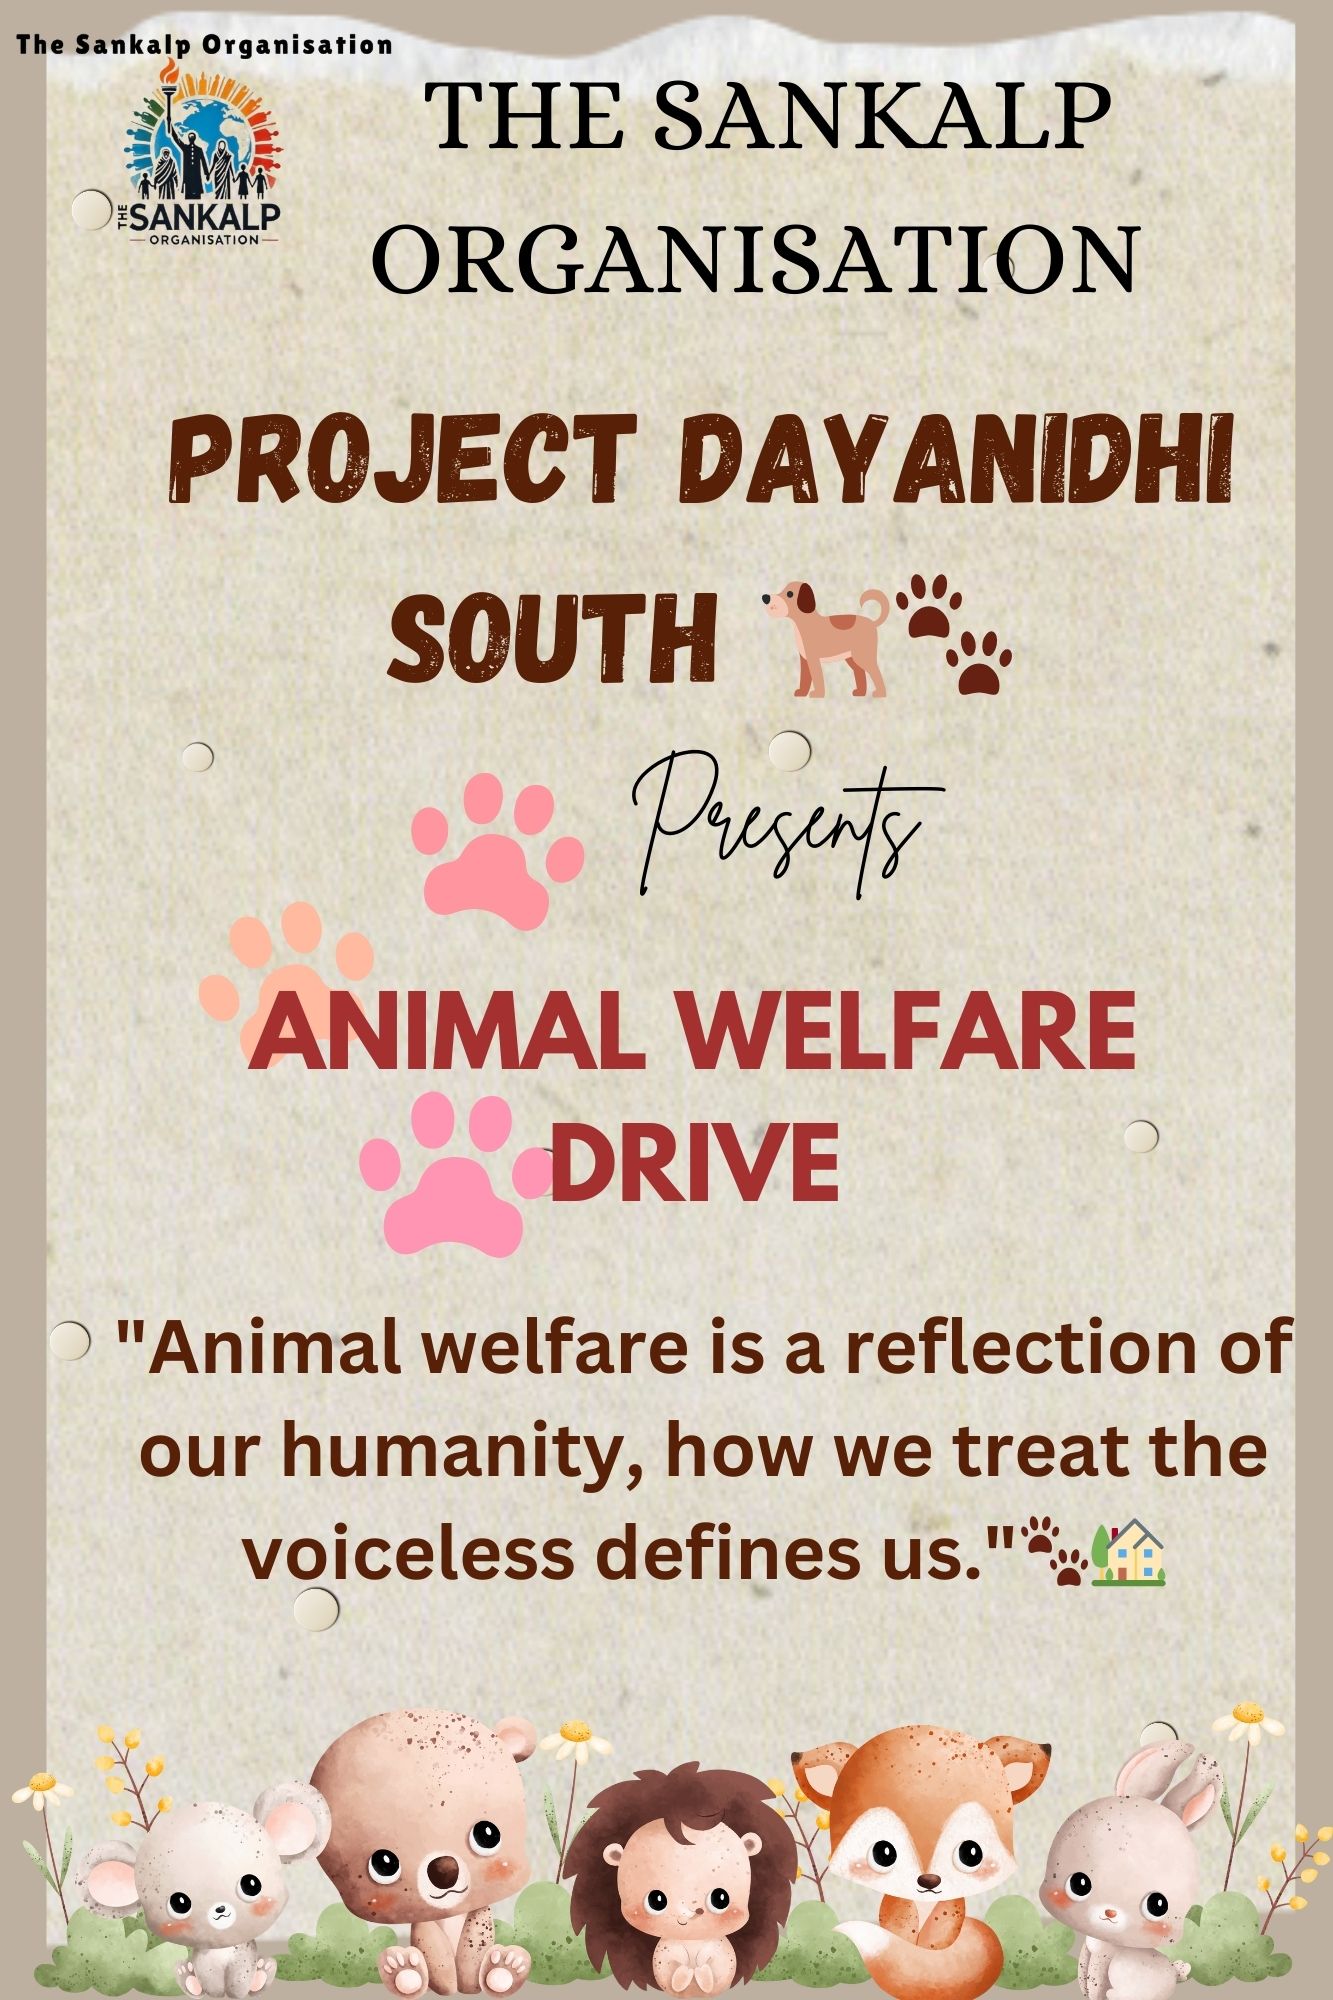 The Sankalp Organisation
THE SANKALP
ORGANISATION
THE SANKALP
ORGANISATION
PROJECT DAYANIDHI
SOUTH
Presents
ANIMAL WELFARE
DRIVE
"Animal welfare is a reflection of
our humanity, how we treat the
voiceless defines us."